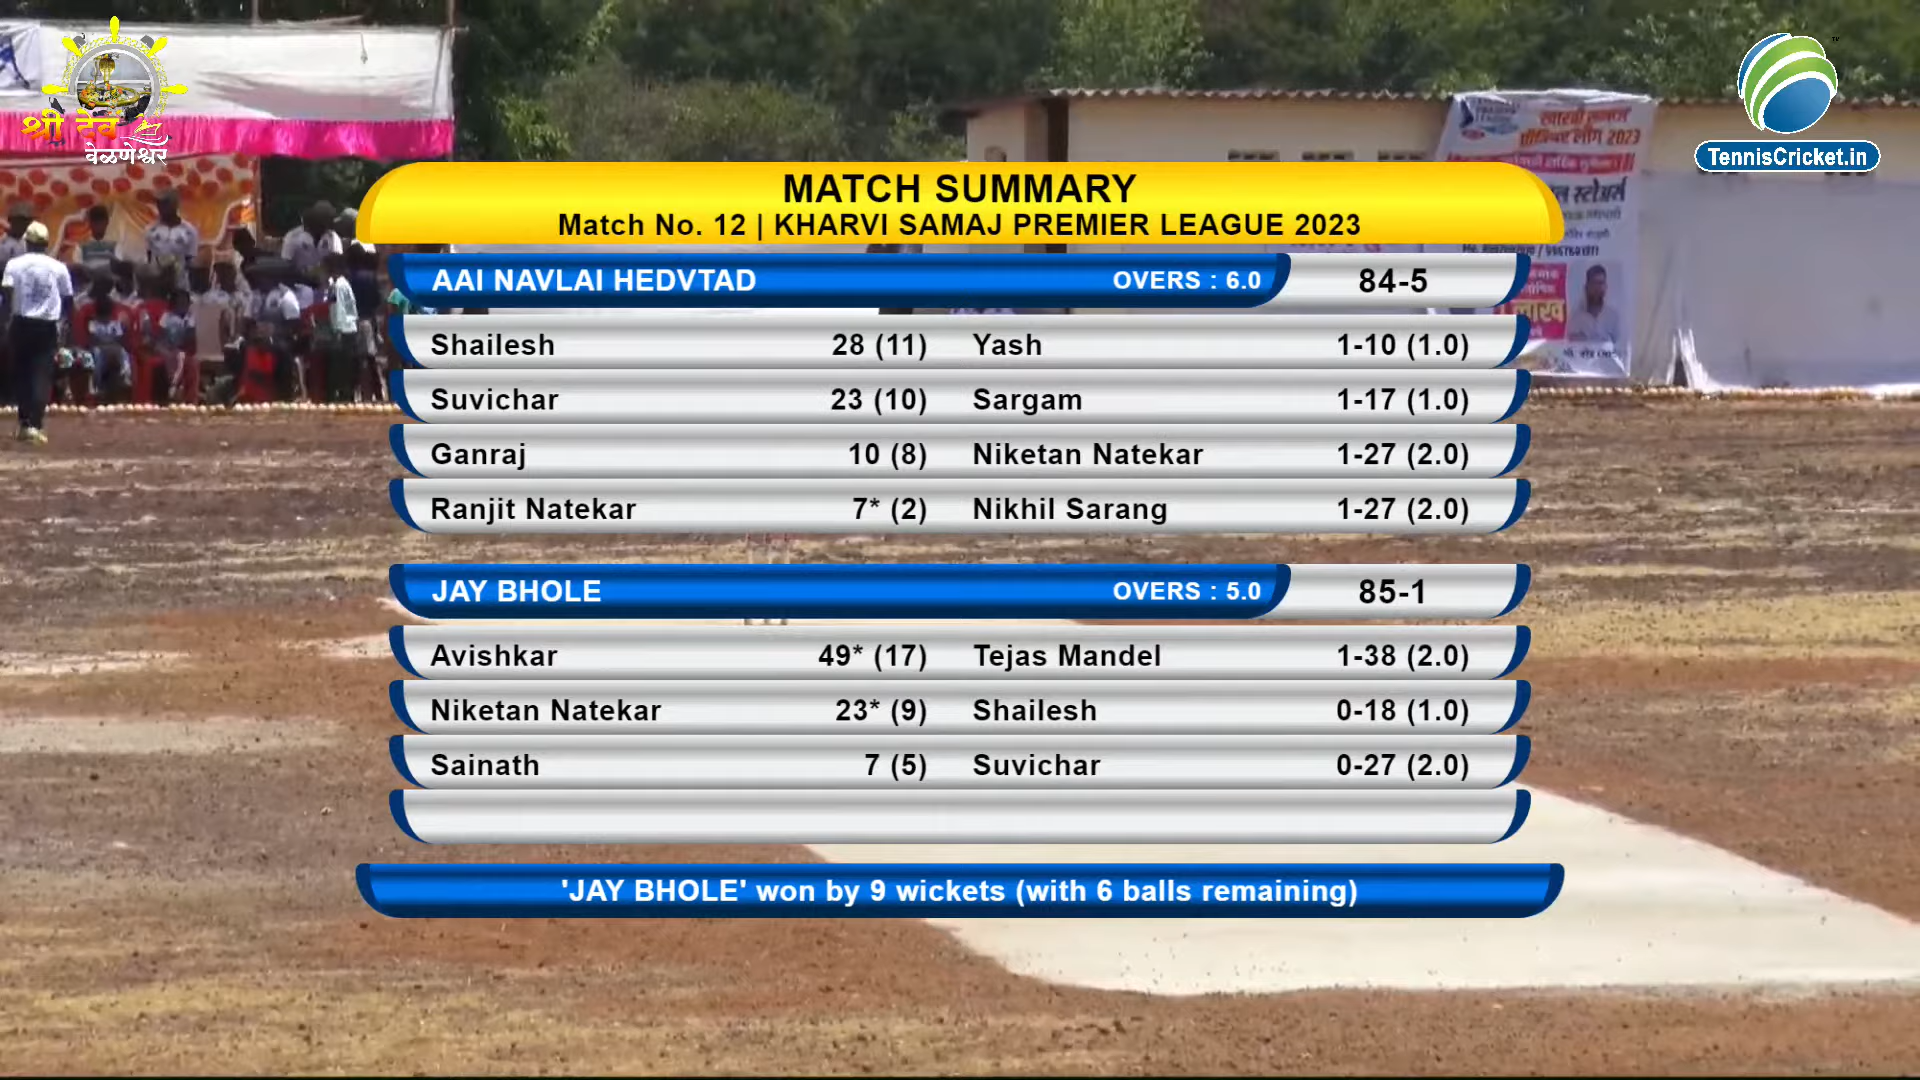 श्री देव
वेळणेश्वर
TennisCricket.in
खारवी समाज
प्रीमियर लीग 2023
MATCH SUMMARY
Match No. 12 | KHARVI SAMAJ PREMIER LEAGUE 2023
AAI NAVLAI HEDVTAD OVERS : 6.0 84-5
Shailesh 28 (11) Yash 1-10 (1.0)
Suvichar 23 (10) Sargam 1-17 (1.0)
Ganraj 10 (8) Niketan Natekar 1-27 (2.0)
Ranjit Natekar 7* (2) Nikhil Sarang 1-27 (2.0)
JAY BHOLE OVERS : 5.0 85-1
Avishkar 49* (17) Tejas Mandel 1-38 (2.0)
Niketan Natekar 23* (9) Shailesh 0-18 (1.0)
Sainath 7 (5) Suvichar 0-27 (2.0)
'JAY BHOLE' won by 9 wickets (with 6 balls remaining)